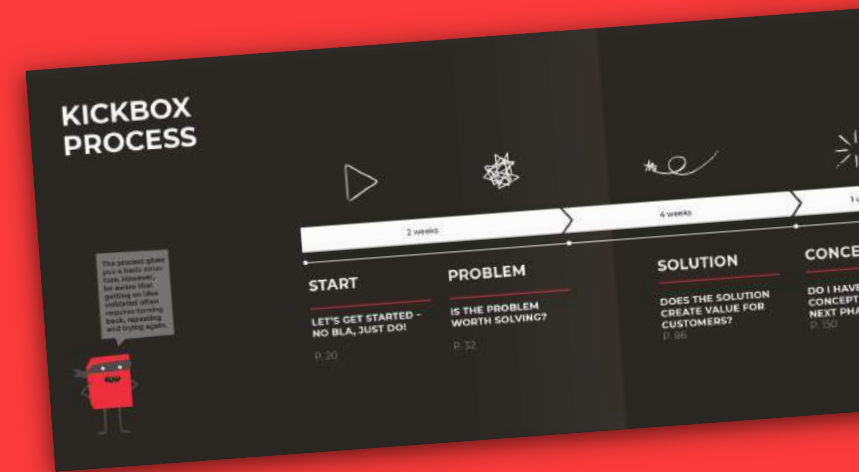 KICKBOX
PROCESS
The process gives
you a basic struc-
ture. However,
be aware that
getting an idea
validated often
requires turning
back, repeating
and trying again.
2 weeks
4 weeks
START
LET'S GET STARTED –
NO BLA, JUST DO!
P. 20
PROBLEM
IS THE PROBLEM
WORTH SOLVING?
P. 32
SOLUTION
DOES THE SOLUTION
CREATE VALUE FOR
CUSTOMERS?
P. 86
DO I HAVE
CONCEPT
P. 150